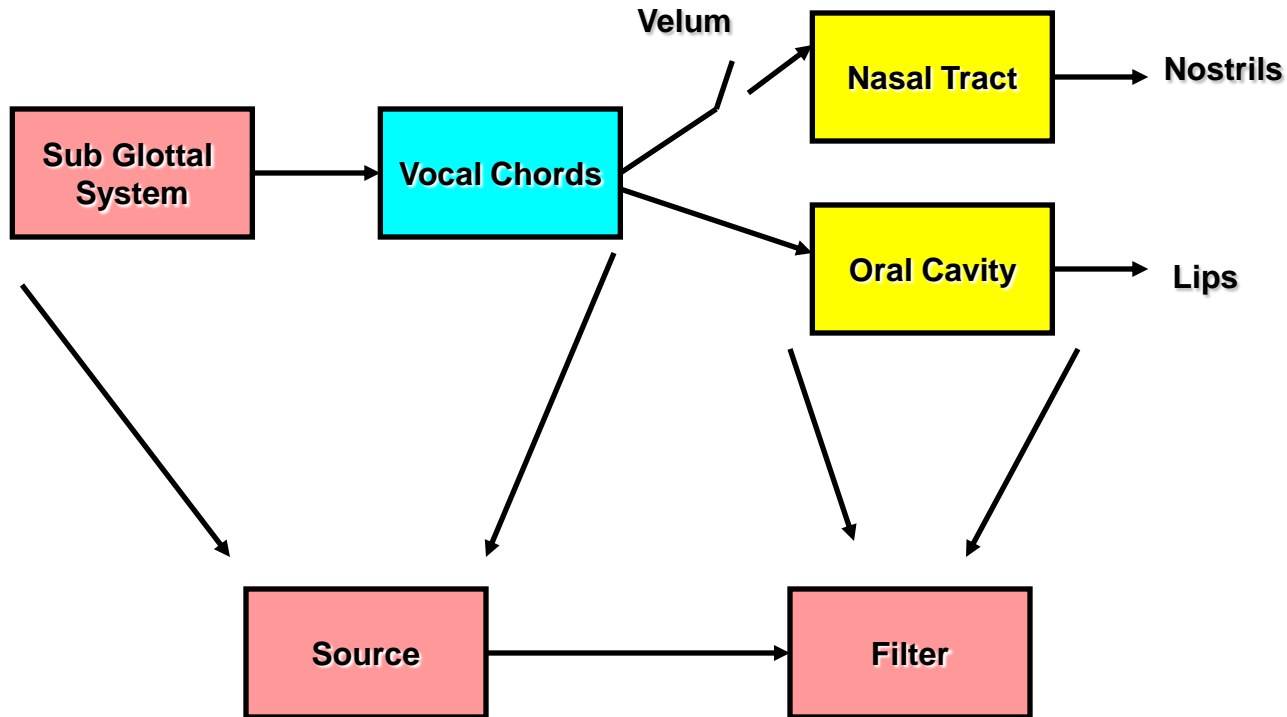 Velum
Nasal Tract
Nostrils
Sub Glottal
System
Vocal Chords
Oral Cavity
Lips
Source
Filter